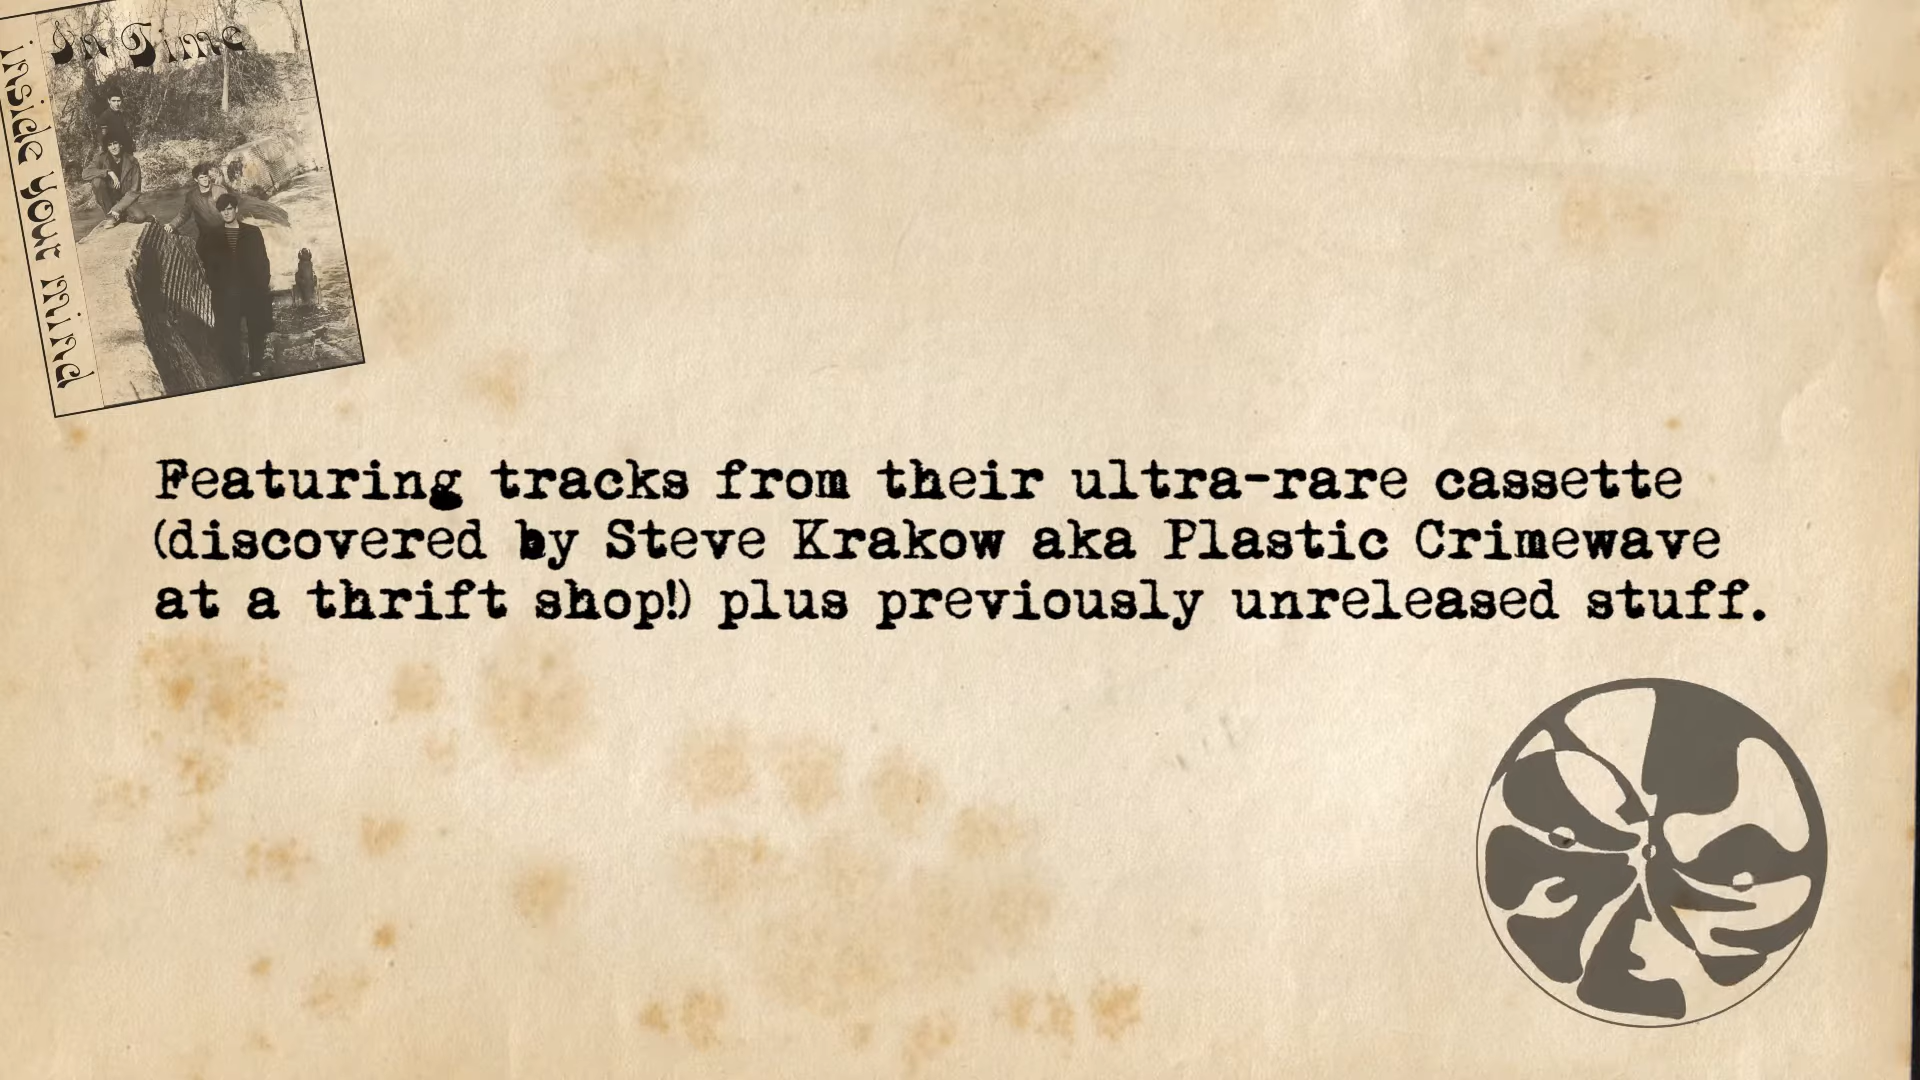 In Time
inside your mind
Featuring tracks from their ultra-rare cassette
(discovered by Steve Krakow aka Plastic Crimewave
at a thrift shop!) plus previously unreleased stuff.